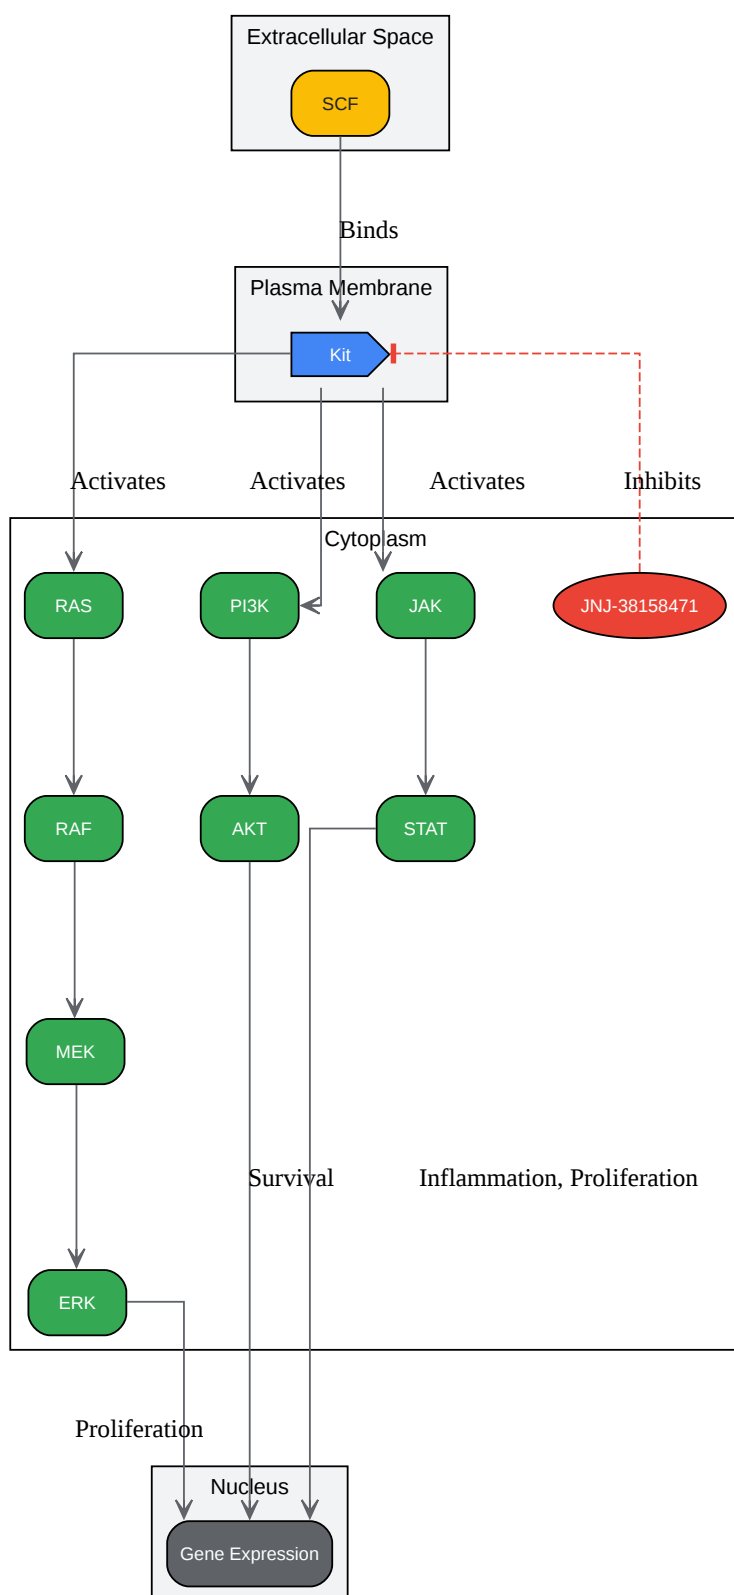 Extracellular Space
SCF
Binds
Plasma Membrane
Kit
Activates
Activates
Activates
Inhibits
Cytoplasm
RAS
PI3K
JAK
JNJ-38158471
RAF
AKT
STAT
MEK
Survival
Inflammation, Proliferation
ERK
Proliferation
Nucleus
Gene Expression